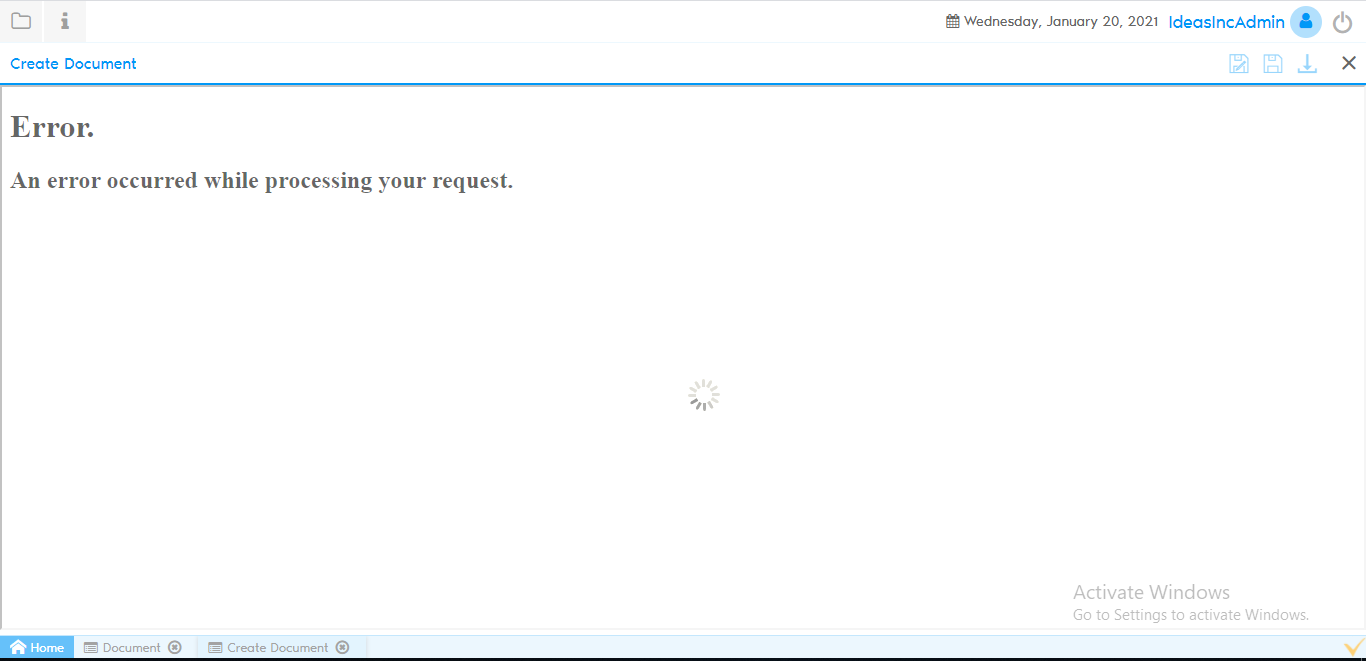 Wednesday, January 20, 2021 IdeasIncAdmin
Create Document
Error.
An error occurred while processing your request.
Activate Windows
Go to Settings to activate Windows.
Home Document Create Document